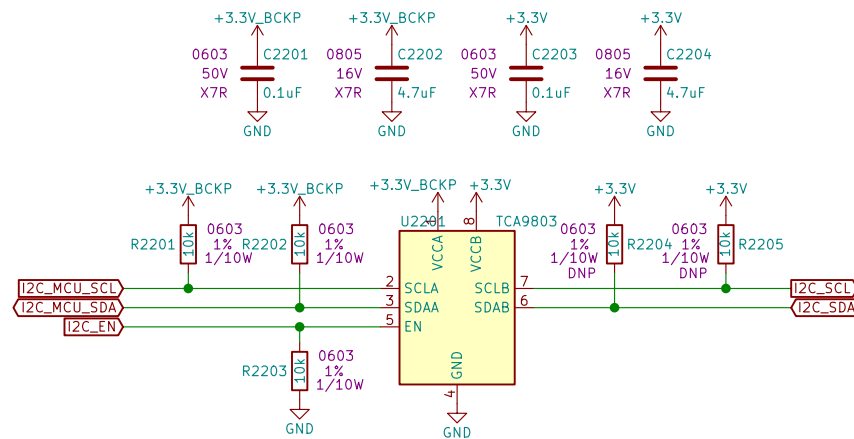 +3.3V_BCKP
+3.3V_BCKP
+3.3V
+3.3V
0603
50V
X7R
C2201
0.1uF
GND
0805
16V
X7R
C2202
4.7uF
GND
0603
50V
X7R
C2203
0.1uF
GND
0805
16V
X7R
C2204
4.7uF
GND
+3.3V_BCKP
+3.3V_BCKP
+3.3V_BCKP
+3.3V
+3.3V
+3.3V
R2201
10k
0603
1%
1/10W
R2202
10k
0603
1%
1/10W
U2201
TCA9803
1
VCCA
8
VCCB
0603
1%
1/10W
DNP
10k
R2204
0603
1%
1/10W
DNP
10k
R2205
I2C_MCU_SCL
2
SCLA
SCLB
7
I2C_SCL
I2C_MCU_SDA
3
SDAA
SDAB
6
I2C_SDA
I2C_EN
5
EN
R2203
10k
0603
1%
1/10W
GND
GND
4
GND